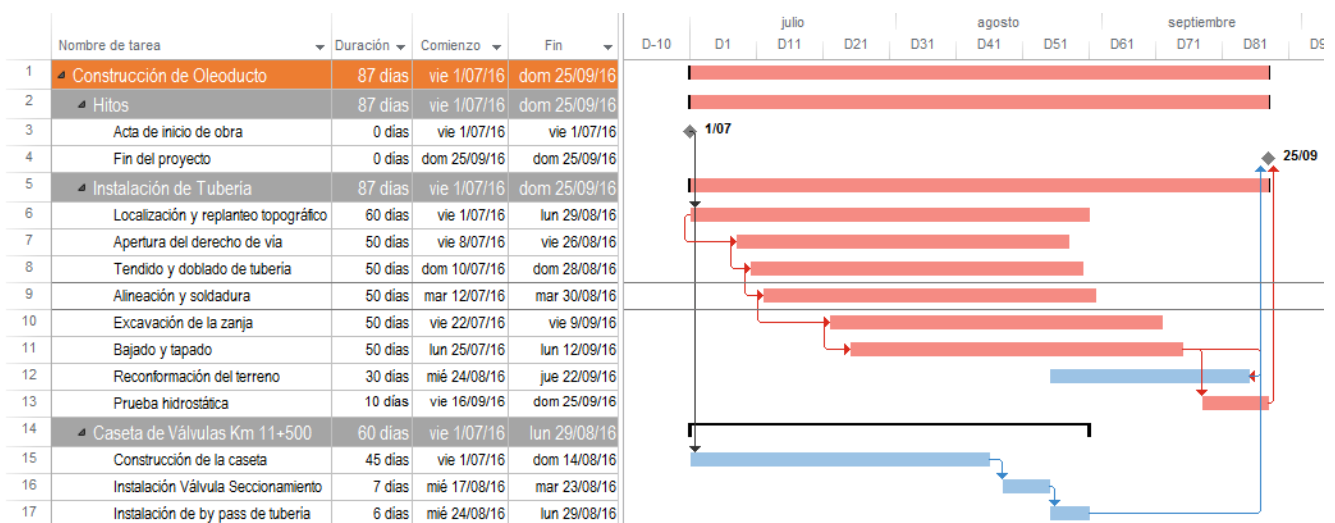 julio agosto septiembre
Nombre de tarea Duración Comienzo Fin D-10 D1 D11 D21 D31 D41 D51 D61 D71 D81 D9
1 Construcción de Oleoducto 87 días vie 1/07/16 dom 25/09/16
2 Hitos 87 días vie 1/07/16 dom 25/09/16
3 Acta de inicio de obra 0 días vie 1/07/16 vie 1/07/16 1/07
4 Fin del proyecto 0 días dom 25/09/16 dom 25/09/16 25/09
5 Instalación de Tubería 87 días vie 1/07/16 dom 25/09/16
6 Localización y replanteo topográfico 60 días vie 1/07/16 lun 29/08/16
7 Apertura del derecho de vía 50 días vie 8/07/16 vie 26/08/16
8 Tendido y doblado de tubería 50 días dom 10/07/16 dom 28/08/16
9 Alineación y soldadura 50 días mar 12/07/16 mar 30/08/16
10 Excavación de la zanja 50 días vie 22/07/16 vie 9/09/16
11 Bajado y tapado 50 días lun 25/07/16 lun 12/09/16
12 Reconformación del terreno 30 días mié 24/08/16 jue 22/09/16
13 Prueba hidrostática 10 días vie 16/09/16 dom 25/09/16
14 Caseta de Válvulas Km 11+500 60 días vie 1/07/16 lun 29/08/16
15 Construcción de la caseta 45 días vie 1/07/16 dom 14/08/16
16 Instalación Válvula Seccionamiento 7 días mié 17/08/16 mar 23/08/16
17 Instalación de by pass de tubería 6 días mié 24/08/16 lun 29/08/16